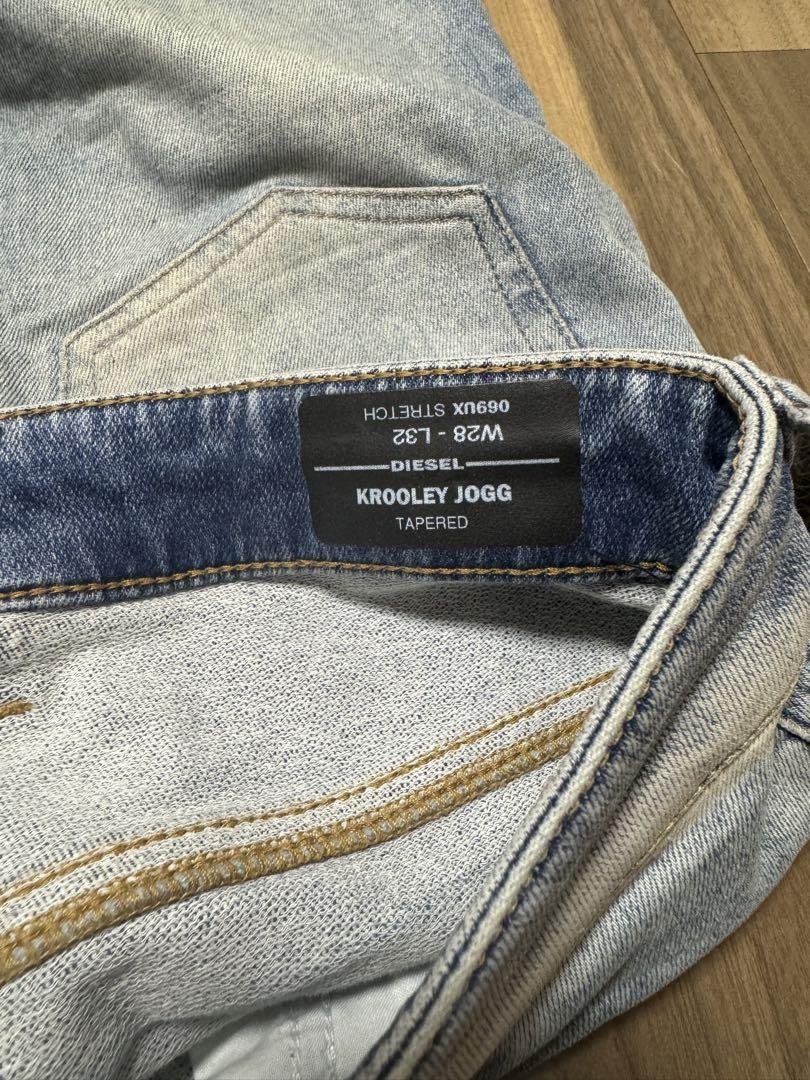 069UX STRETCH
W28 - L32
DIESEL
KROOLEY JOGG
TAPERED